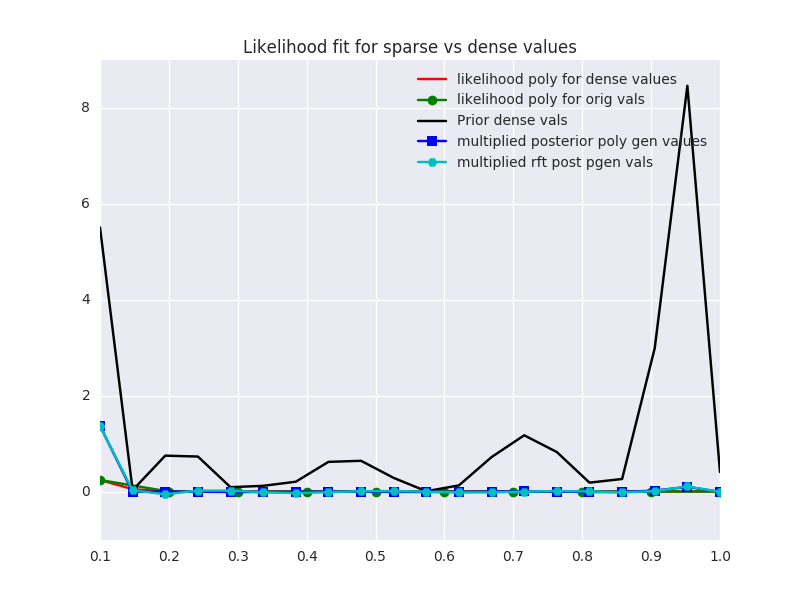 Likelihood fit for sparse vs dense values
likelihood poly for dense values
likelihood poly for orig vals
Prior dense vals
multiplied posterior poly gen values
multiplied rft post pgen vals
8
6
4
2
0
0.1 0.2 0.3 0.4 0.5 0.6 0.7 0.8 0.9 1.0